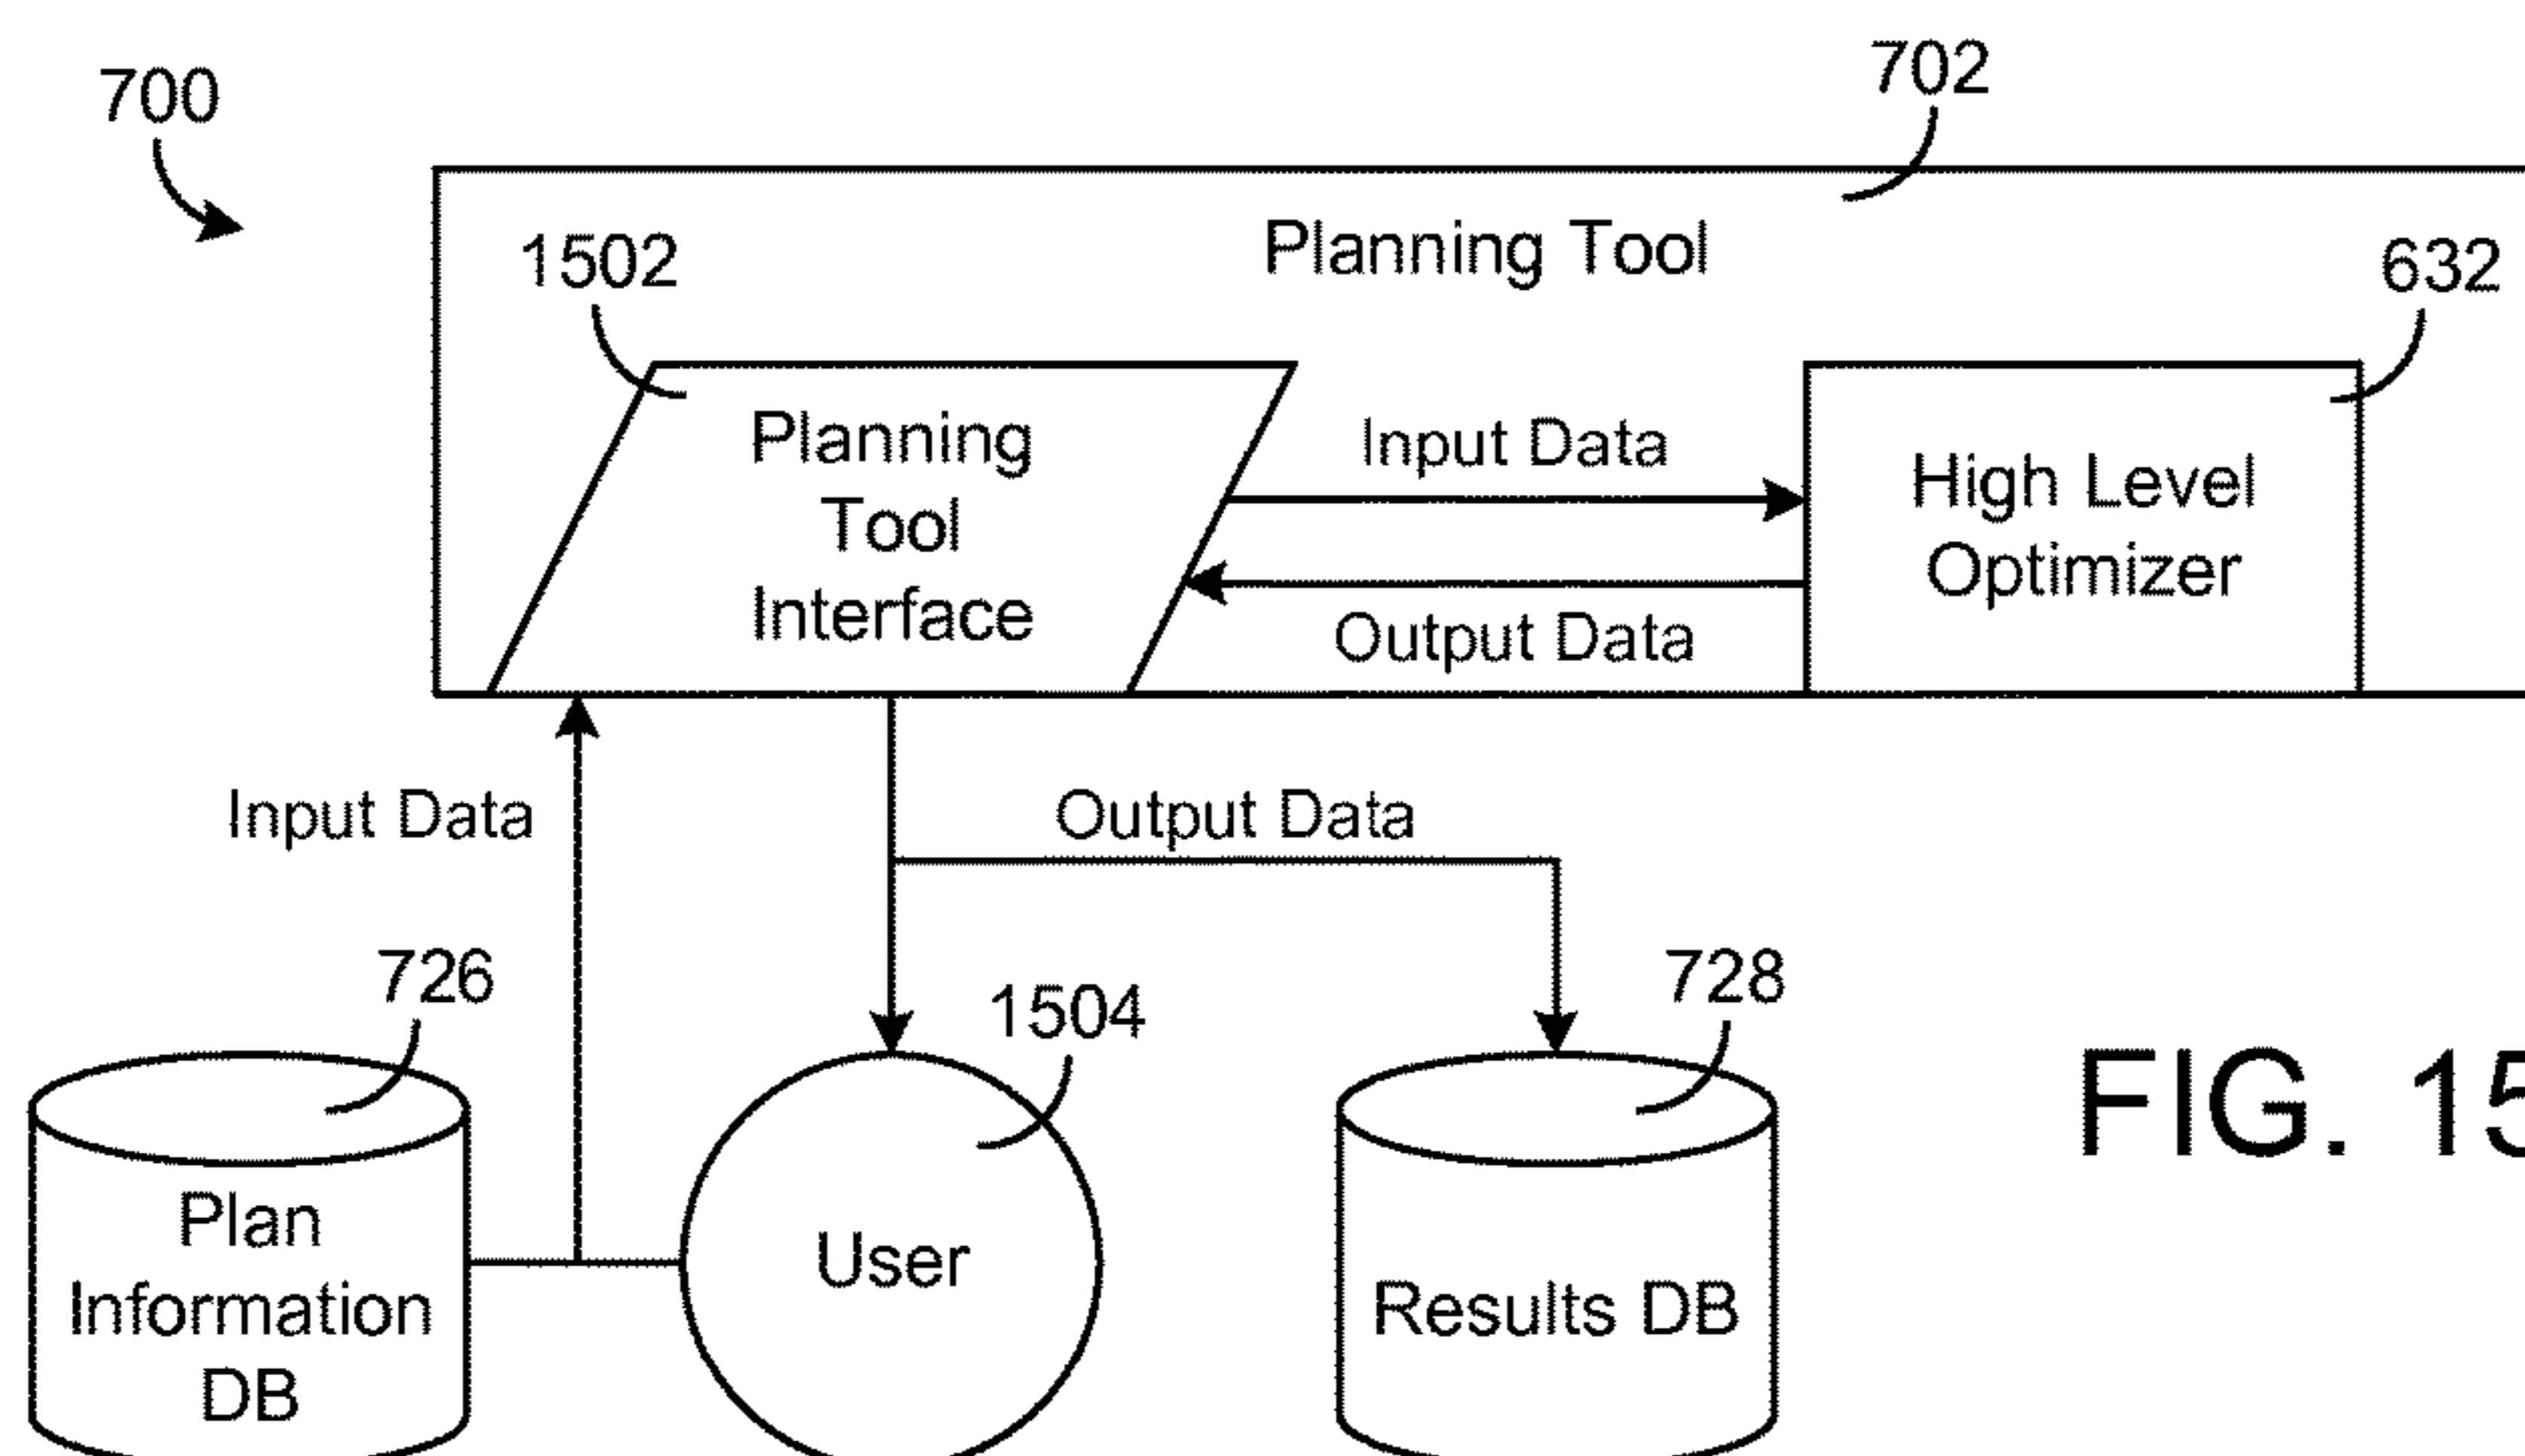 700
702
Planning Tool
1502
632
Planning
Tool
Interface
Input Data
Output Data
High Level
Optimizer
Input Data
Output Data
726
1504
728
Plan
Information
DB
User
Results DB
FIG. 15